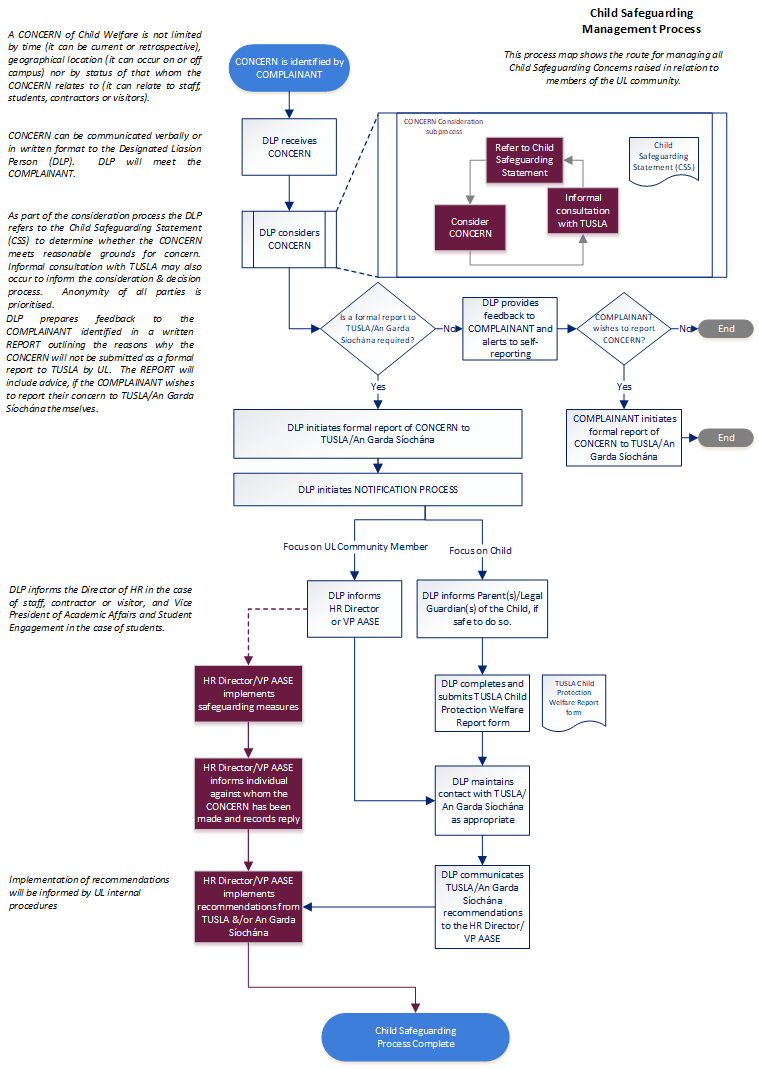 Child Safeguarding
Management Process
This process map shows the route for managing all
Child Safeguarding Concerns raised in relation to
members of the UL community.
A CONCERN of Child Welfare is not limited
by time (it can be current or retrospective),
geographical location (it can occur on or off
campus) nor by status of that whom the
CONCERN relates to (it can relate to staff,
students, contractors or visitors).
CONCERN can be communicated verbally or
in written format to the Designated Liasion
Person (DLP). DLP will meet the
COMPLAINANT.
As part of the consideration process the DLP
refers to the Child Safeguarding Statement
(CSS) to determine whether the CONCERN
meets reasonable grounds for concern.
Informal consultation with TUSLA may also
occur to inform the consideration & decision
process. Anonymity of all parties is
prioritised.
DLP prepares feedback to the
COMPLAINANT identified in a written
REPORT outlining the reasons why the
CONCERN will not be submitted as a formal
report to TUSLA by UL. The REPORT will
include advice, if the COMPLAINANT wishes
to report their concern to TUSLA/An Garda
Síochána themselves.
CONCERN is identified by
COMPLAINANT
DLP receives
CONCERN
DLP considers
CONCERN
CONCERN Consideration
subprocess
Refer to Child
Safeguarding
Statement
Child
Safeguarding
Statement (CSS)
Consider
CONCERN
Informal
consultation
with TUSLA
Is a formal report to
TUSLA/An Garda
Síochána required?
No
DLP provides
feedback to
COMPLAINANT and
alerts to self-
reporting
COMPLAINANT
wishes to report
CONCERN?
No
End
Yes
Yes
DLP initiates formal report of CONCERN to
TUSLA/An Garda Síochána
COMPLAINANT initiates
formal report of
CONCERN to TUSLA/An
Garda Síochána
End
DLP initiates NOTIFICATION PROCESS
Focus on UL Community Member
Focus on Child
DLP informs the Director of HR in the case
of staff, contractor or visitor, and Vice
President of Academic Affairs and Student
Engagement in the case of students.
DLP informs
HR Director
or VP AASE
DLP informs Parent(s)/Legal
Guardian(s) of the Child, if
safe to do so.
HR Director/VP AASE
implements
safeguarding measures
DLP completes and
submits TUSLA Child
Protection Welfare
Report form
TUSLA Child
Protection
Welfare Report
form
HR Director/VP AASE
informs individual
against whom the
CONCERN has been
made and records reply
DLP maintains
contact with TUSLA/
An Garda Síochána
as appropriate
Implementation of recommendations
will be informed by UL internal
procedures
HR Director/VP AASE
implements
recommendations from
TUSLA &/or An Garda
Síochána
DLP communicates
TUSLA/An Garda
Síochána
recommendations
to the HR Director/
VP AASE
Child Safeguarding
Process Complete